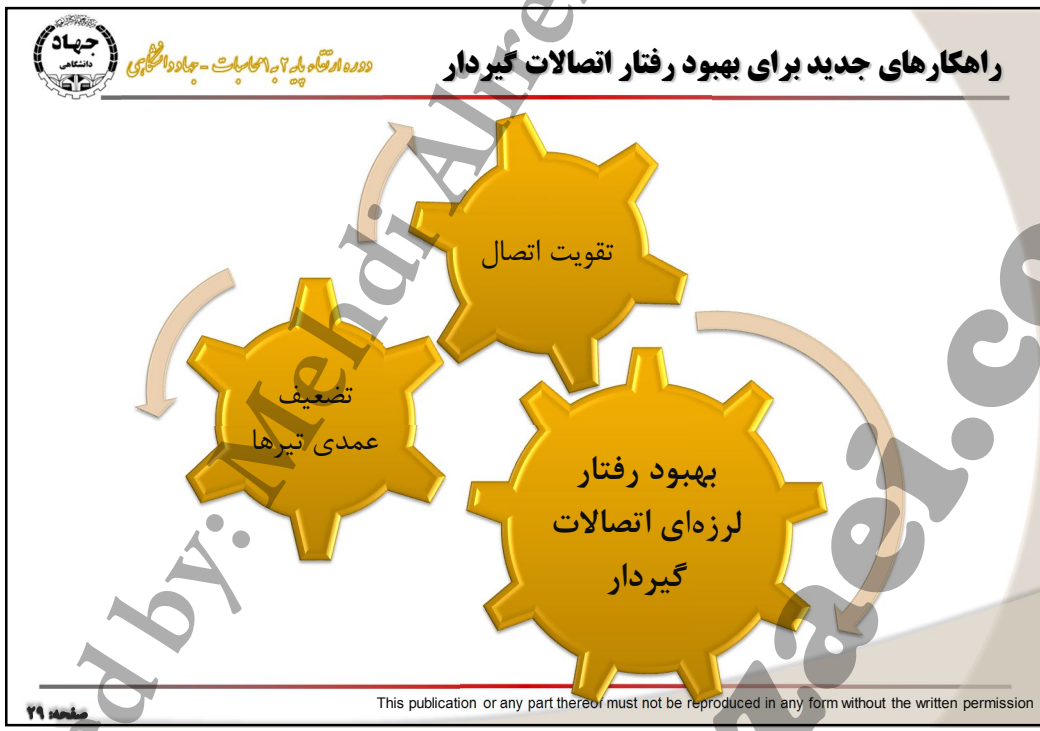 راهکارهای جدید برای بهبود رفتار اتصالات گیردار
دوره ارتقاء پایه ۲ به ۱ محاسبات - جهاد دانشگاهی
جهاد
دانشگاهی
تقویت اتصال
تضعیف
عمدی تیرها
بهبود رفتار
لرزه‌ای اتصالات
گیردار
This publication or any part thereof must not be reproduced in any form without the written permission
صفحه: ۲۹